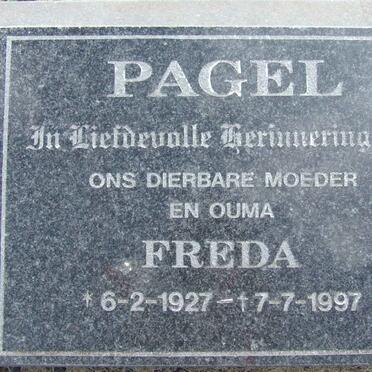 PAGEL
In Liefdevolle Herinnering
ONS DIERBARE MOEDER
EN OUMA
FREDA
* 6-2-1927 – † 7-7-1997